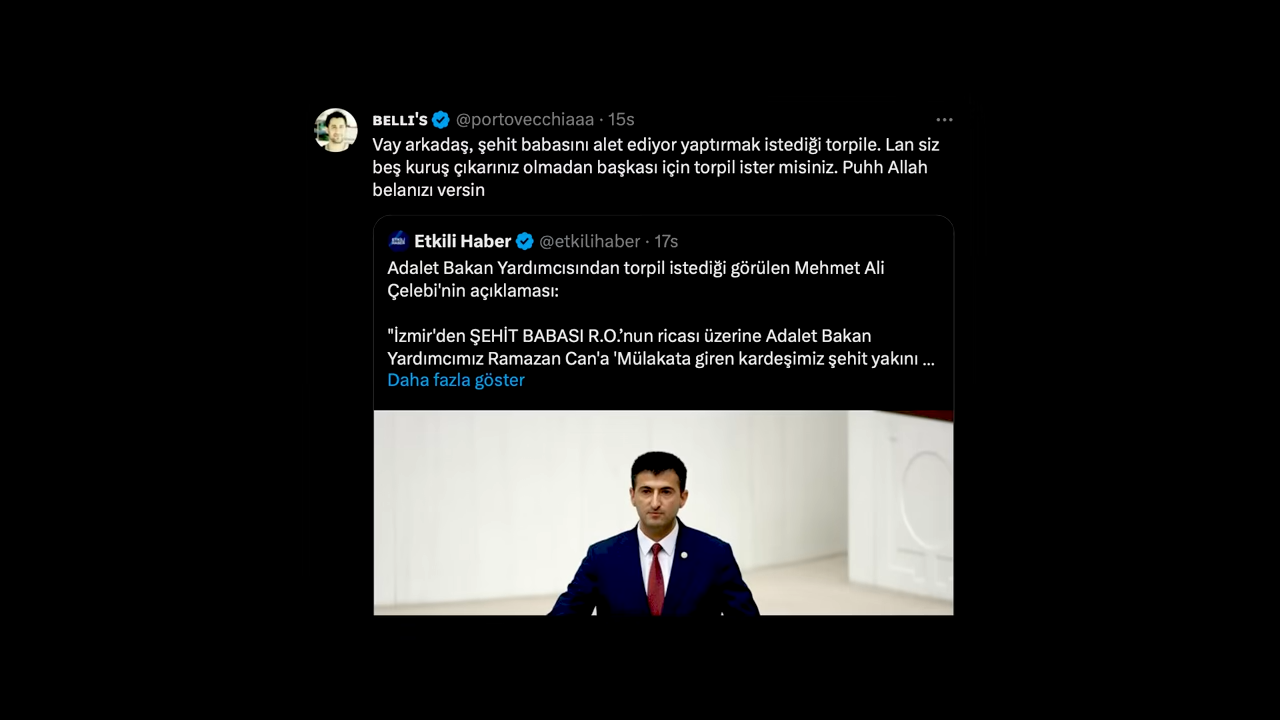 BELLI'S @portovecchiaaa · 15s
Vay arkadaş, şehit babasını alet ediyor yaptırmak istediği torpile. Lan siz
beş kuruş çıkarınız olmadan başkası için torpil ister misiniz. Puhh Allah
belanızı versin
Etkili Haber @etkilihaber · 17s
Adalet Bakan Yardımcısından torpil istediği görülen Mehmet Ali
Çelebi'nin açıklaması:
"İzmir'den ŞEHİT BABASI R.O.’nun ricası üzerine Adalet Bakan
Yardımcımız Ramazan Can'a 'Mülakata giren kardeşimiz şehit yakını ...
Daha fazla göster